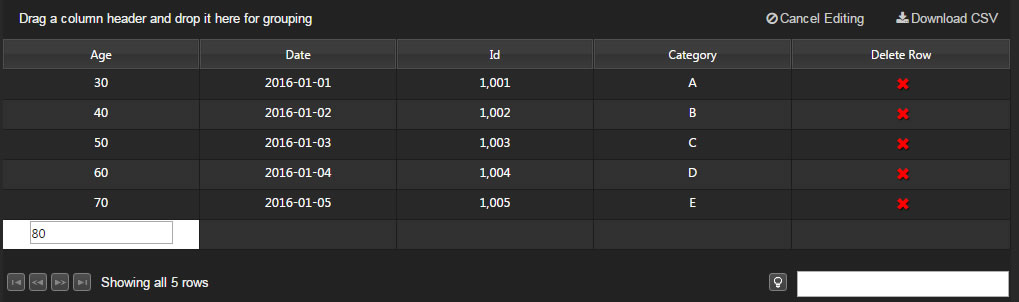 Drag a column header and drop it here for grouping Cancel Editing Download CSV
Age Date Id Category Delete Row
30 2016-01-01 1,001 A
40 2016-01-02 1,002 B
50 2016-01-03 1,003 C
60 2016-01-04 1,004 D
70 2016-01-05 1,005 E
80
Showing all 5 rows